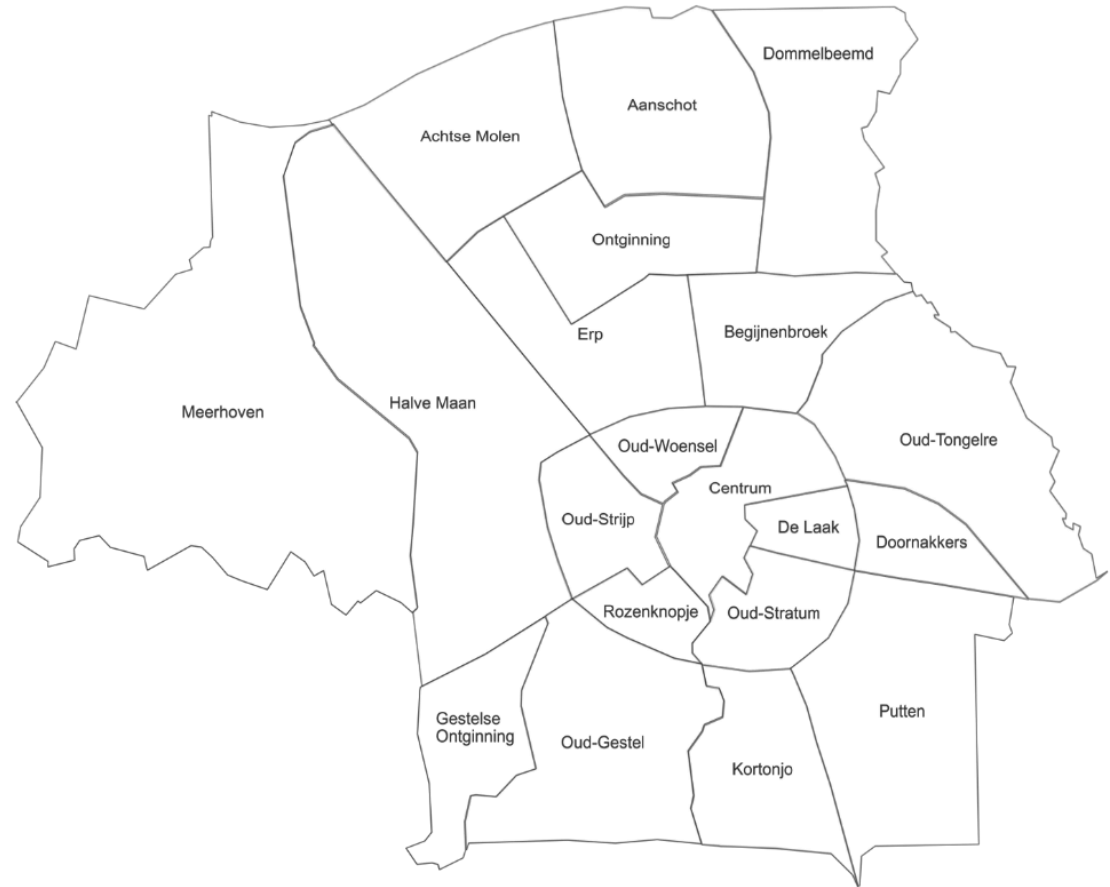 Dommelbeemd
Aanschot
Achtse Molen
Ontginning
Erp
Begijnenbroek
Meerhoven
Halve Maan
Oud-Woensel
Oud-Tongelre
Centrum
Oud-Strijp
De Laak
Doornakkers
Rozenknopje
Oud-Stratum
Gestelse
Ontginning
Oud-Gestel
Putten
Kortonjo